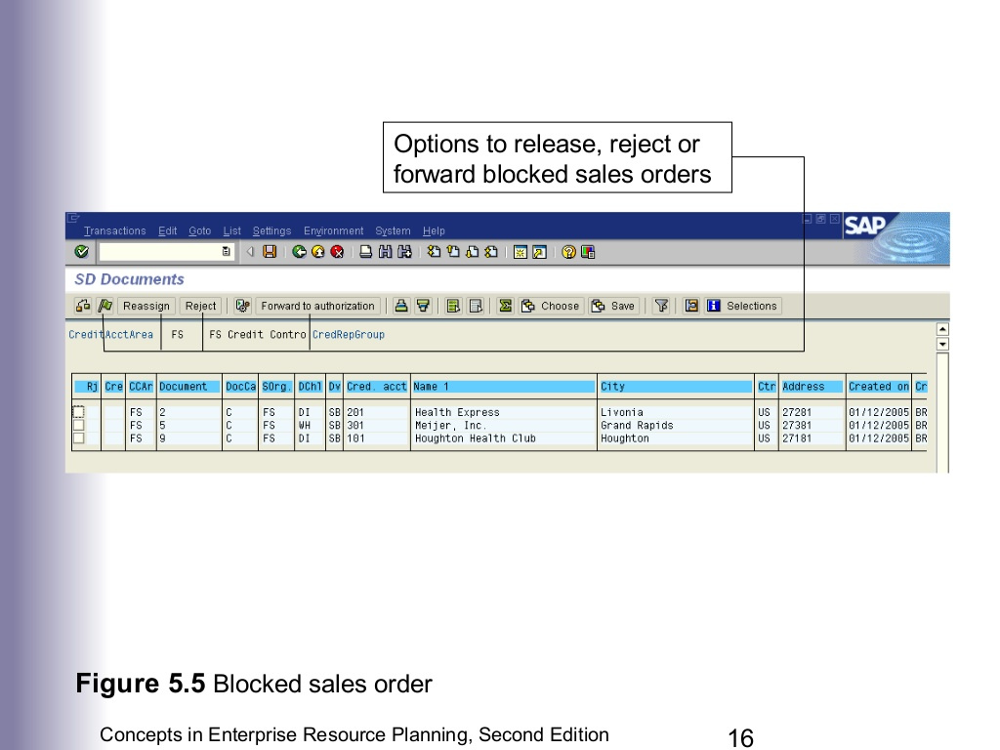 Options to release, reject or
forward blocked sales orders
Transactions Edit Goto List Settings Environment System Help
SAP
SD Documents
Reassign Reject Forward to authorization Choose Save Selections
CreditAcctArea FS FS Credit Contro CredRepGroup
Rj Cre CCAr Document DocCa SOrg. DChl Dv Cred. acct Name 1 City Ctr Address Created on Cr
FS 2 C FS DI SB 201 Health Express Livonia US 27281 01/12/2005 BR
FS 5 C FS WH SB 301 Meijer, Inc. Grand Rapids US 27381 01/12/2005 BR
FS 9 C FS DI SB 101 Houghton Health Club Houghton US 27181 01/12/2005 BR
Figure 5.5 Blocked sales order
Concepts in Enterprise Resource Planning, Second Edition 16